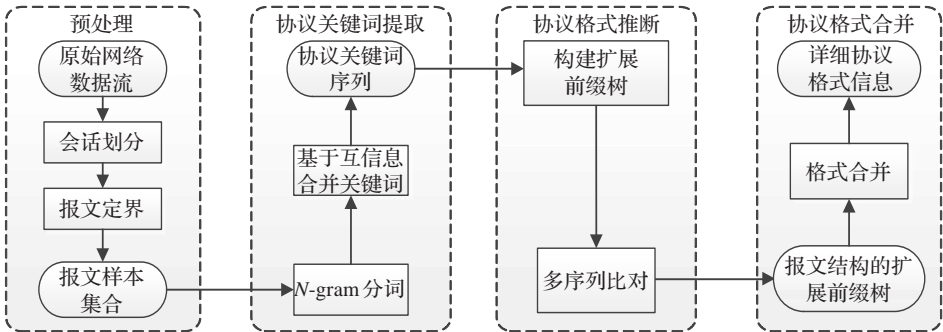 预处理
原始网络
数据流
会话划分
报文定界
报文样本
集合
协议关键词提取
协议关键词
序列
基于互信息
合并关键词
N-gram分词
协议格式推断
构建扩展
前缀树
多序列比对
协议格式合并
详细协议
格式信息
格式合并
报文结构的扩
展前缀树